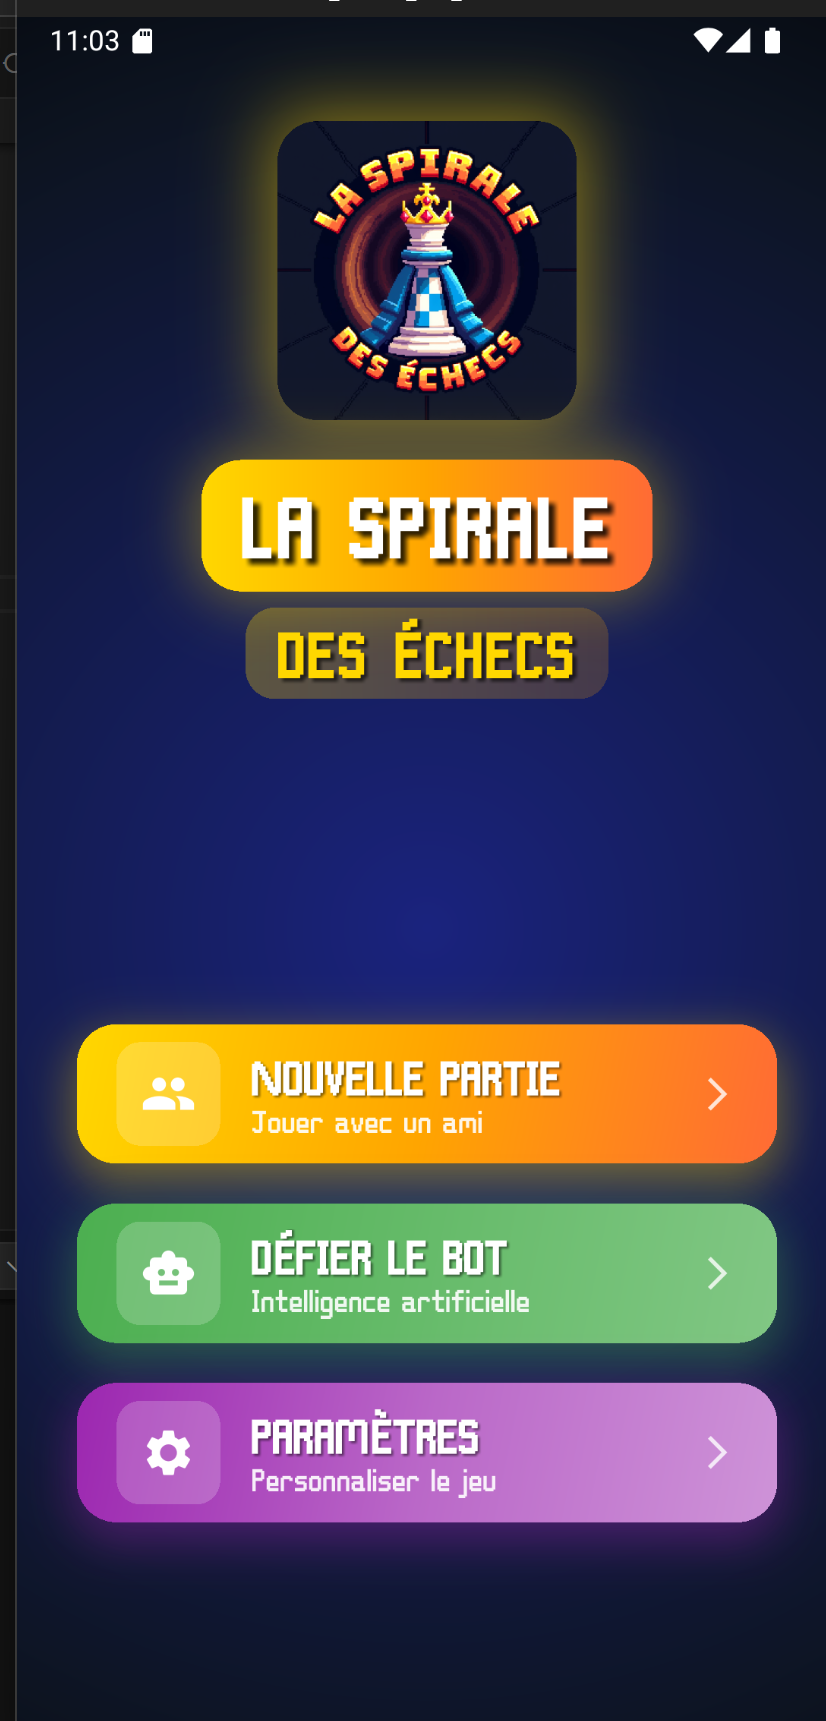 11:03
LA SPIRALE
DES ÉCHECS
LA SPIRALE
DES ÉCHECS
NOUVELLE PARTIE
Jouer avec un ami
DÉFIER LE BOT
Intelligence artificielle
PARAMÈTRES
Personnaliser le jeu